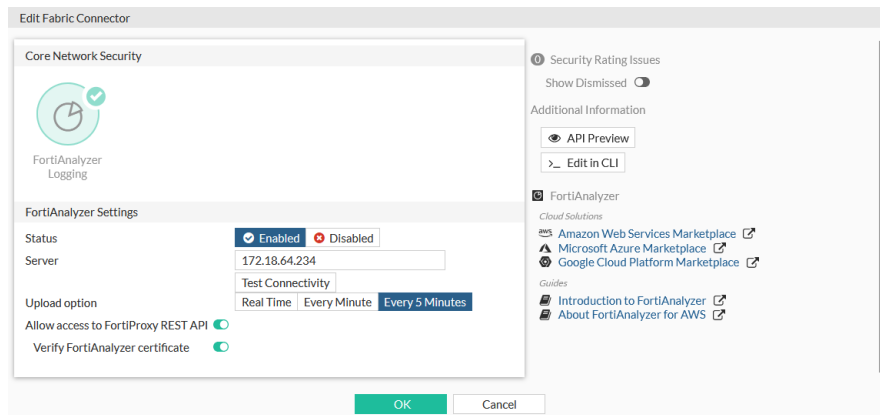 Edit Fabric Connector
Core Network Security
FortiAnalyzer
Logging
FortiAnalyzer Settings
Status Enabled Disabled
Server 172.18.64.234
Test Connectivity
Upload option Real Time Every Minute Every 5 Minutes
Allow access to FortiProxy REST API
Verify FortiAnalyzer certificate
0 Security Rating Issues
Show Dismissed
Additional Information
API Preview
>_ Edit in CLI
FortiAnalyzer
Cloud Solutions
aws Amazon Web Services Marketplace
Microsoft Azure Marketplace
Google Cloud Platform Marketplace
Guides
Introduction to FortiAnalyzer
About FortiAnalyzer for AWS
OK Cancel